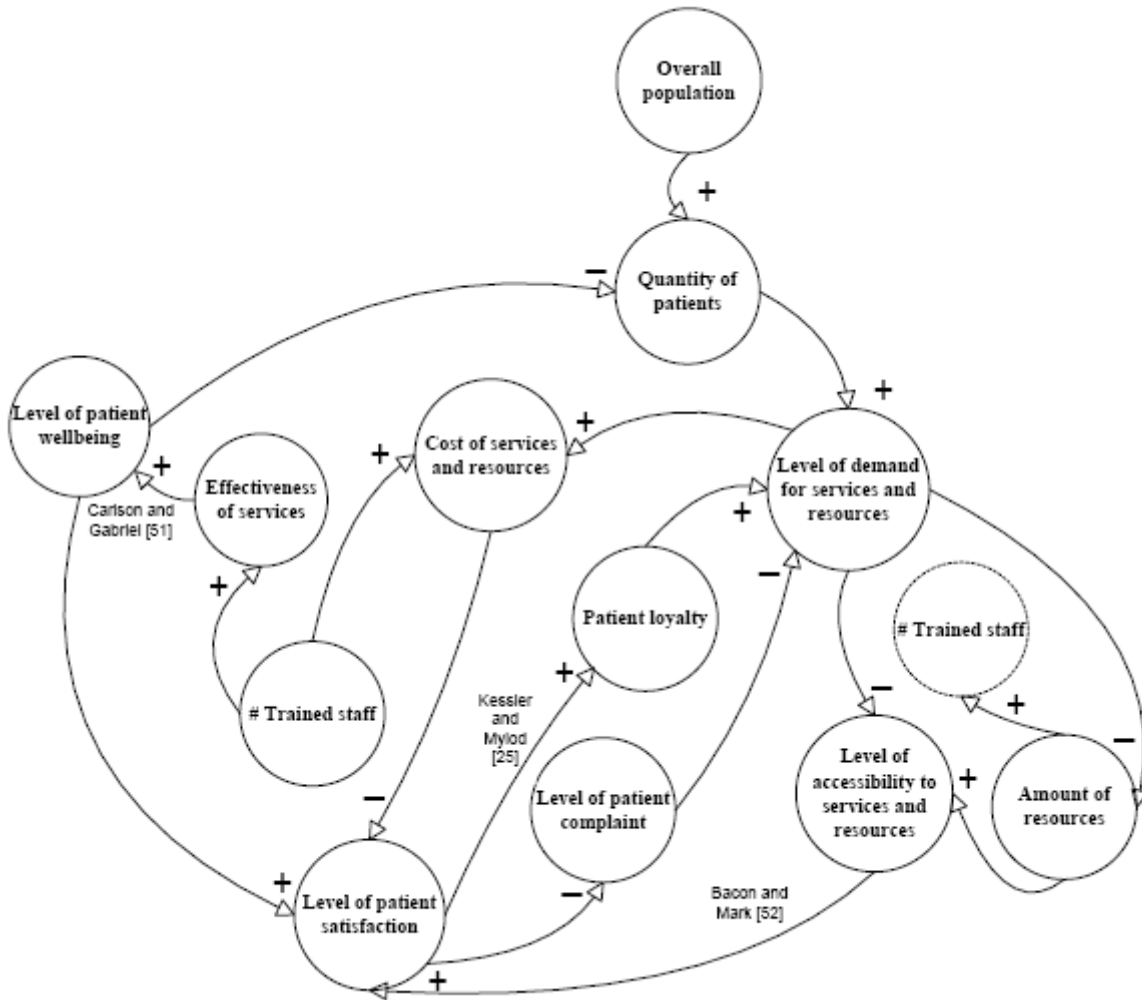 Overall
population
+
Quantity of
patients
−
Level of patient
wellbeing
+
Cost of services
and resources
+
+
Level of demand
for services and
resources
+
Effectiveness
of services
Carlson and
Gabriel [51]
+
+
−
Patient loyalty
# Trained staff
# Trained staff
+
−
+
−
Kessler
and
Mylod
[25]
Level of
accessibility to
services and
resources
+
Amount of
resources
Level of patient
complaint
−
−
+
Level of patient
satisfaction
Bacon and
Mark [52]
+